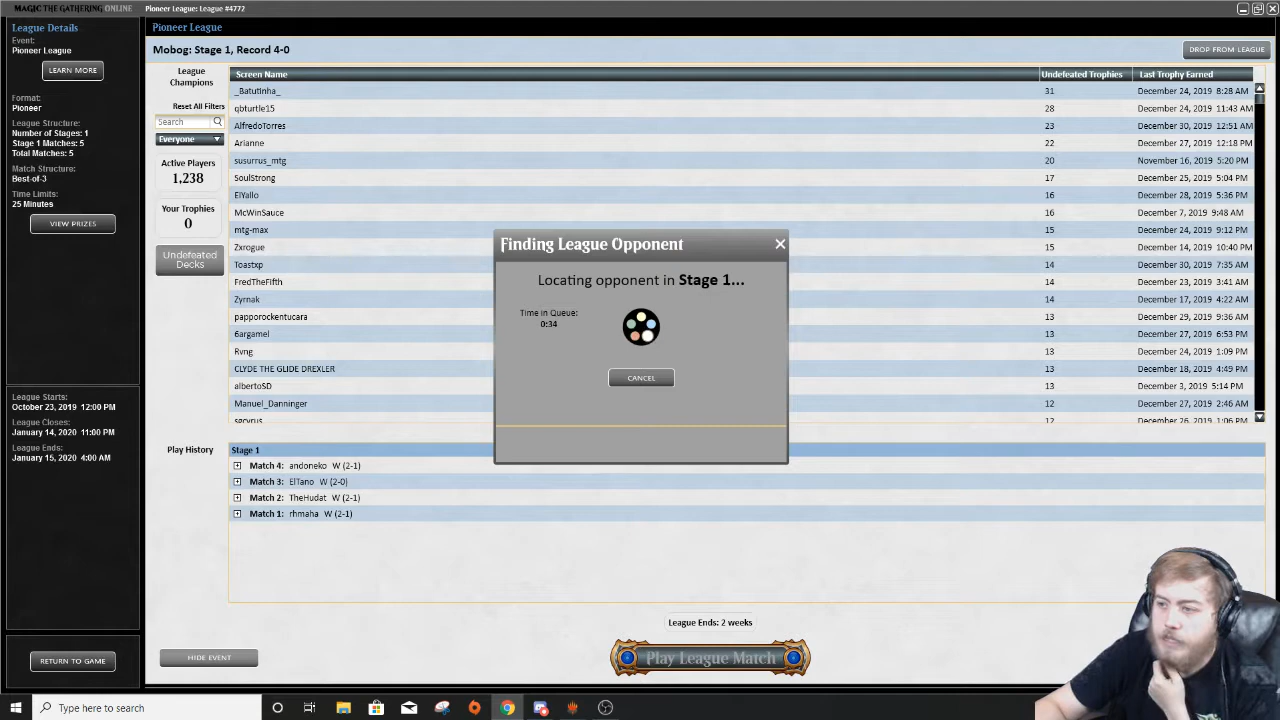 MAGIC THE GATHERING ONLINE
Pioneer League: League #4772
League Details
Event:
Pioneer League
LEARN MORE
Format:
Pioneer
League Structure:
Number of Stages: 1
Stage 1 Matches: 5
Total Matches: 5
Match Structure:
Best-of-3
Time Limits:
25 Minutes
VIEW PRIZES
League Starts:
October 23, 2019 12:00 PM
League Closes:
January 14, 2020 11:00 PM
League Ends:
January 15, 2020 4:00 AM
RETURN TO GAME
Pioneer League
Mobog: Stage 1, Record 4-0
DROP FROM LEAGUE
League
Champions
Reset All Filters
Search
Everyone
Active Players
1,238
Your Trophies
0
Undefeated
Decks
Screen Name Undefeated Trophies Last Trophy Earned
_Batutinha_ 31 December 24, 2019 8:28 AM
qbturtle15 28 December 24, 2019 11:43 AM
AlfredoTorres 23 December 30, 2019 12:51 AM
Arianne 22 December 27, 2019 12:18 PM
susurrus_mtg 20 November 16, 2019 5:20 PM
SoulStrong 17 December 25, 2019 5:04 PM
ElYallo 16 December 28, 2019 5:36 PM
McWinSauce 16 December 7, 2019 9:48 AM
mtg-max 15 December 24, 2019 9:12 PM
Zxrogue 15 December 14, 2019 10:40 PM
Toastxp 14 December 30, 2019 7:35 AM
FredTheFifth 14 December 23, 2019 3:41 AM
Zyrnak 14 December 17, 2019 4:22 PM
papporockentucara 13 December 29, 2019 9:36 AM
6argamel 13 December 27, 2019 6:53 PM
Rvng 13 December 24, 2019 1:09 PM
CLYDE THE GLIDE DREXLER 13 December 18, 2019 4:49 PM
albertoSD 13 December 3, 2019 5:14 PM
Manuel_Danninger 12 December 27, 2019 2:46 AM
sgcyrus 12 December 26, 2019 1:06 PM
Finding League Opponent
Locating opponent in Stage 1...
Time in Queue:
0:34
CANCEL
Play History
Stage 1
Match 4: andoneko W (2-1)
Match 3: ElTano W (2-0)
Match 2: TheHudat W (2-1)
Match 1: rhmaha W (2-1)
League Ends: 2 weeks
HIDE EVENT
Play League Match
Type here to search